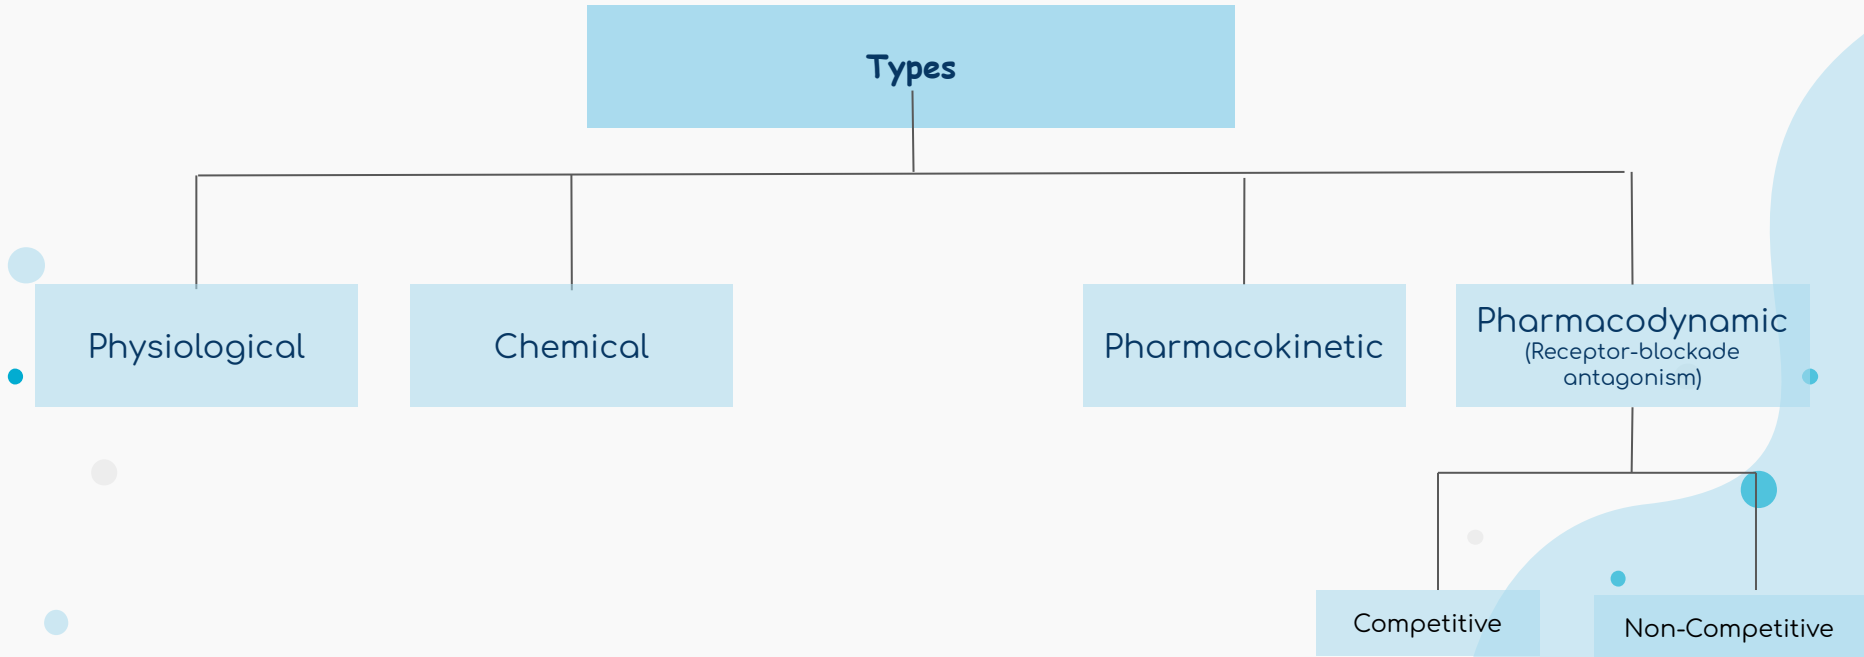 Types
Physiological
Chemical
Pharmacokinetic
Pharmacodynamic
(Receptor-blockade
antagonism)
Competitive
Non-Competitive